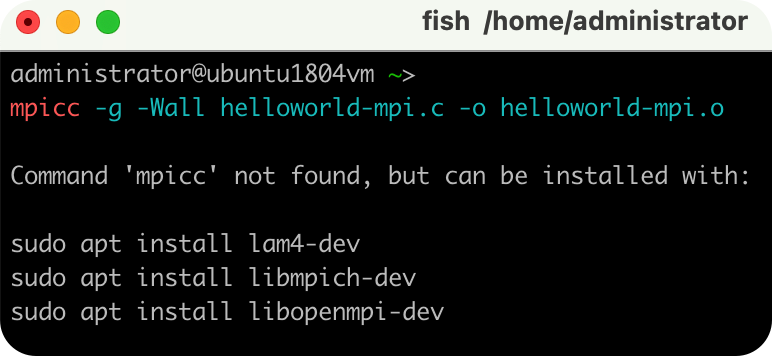 fish /home/administrator
administrator@ubuntu1804vm ~>
mpicc -g -Wall helloworld-mpi.c -o helloworld-mpi.o
Command 'mpicc' not found, but can be installed with:
sudo apt install lam4-dev
sudo apt install libmpich-dev
sudo apt install libopenmpi-dev